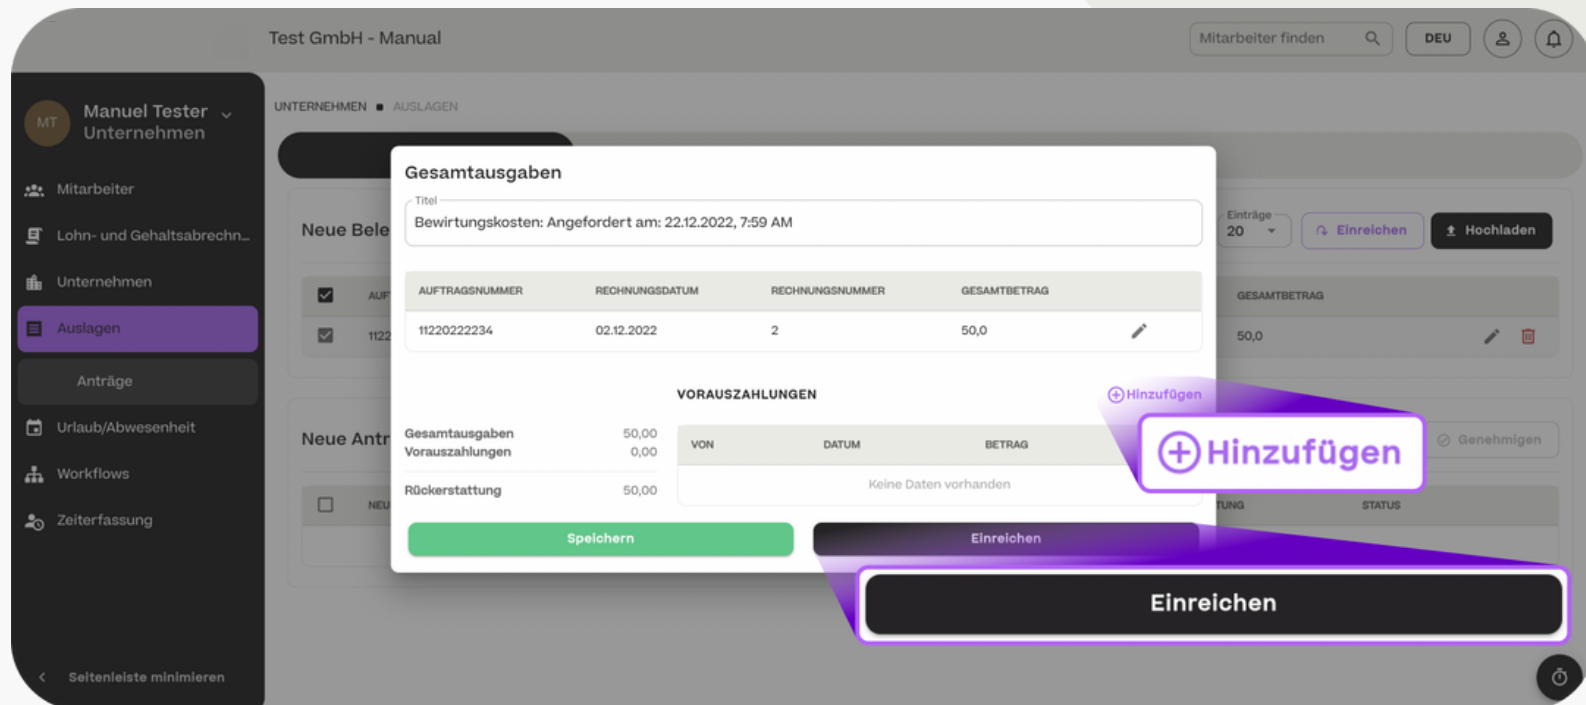 Test GmbH - Manual
Mitarbeiter finden
DEU
MT
Manuel Tester
Unternehmen
Mitarbeiter
Lohn- und Gehaltsabrechn...
Unternehmen
Auslagen
Anträge
Urlaub/Abwesenheit
Workflows
Zeiterfassung
Seitenleiste minimieren
UNTERNEHMEN AUSLAGEN
Neue Bele
Einträge
20
Einreichen
Hochladen
AUF
GESAMTBETRAG
1122
50,0
Neue Antr
Genehmigen
NEU
TUNG
STATUS
Gesamtausgaben
Titel
Bewirtungskosten: Angefordert am: 22.12.2022, 7:59 AM
AUFTRAGSNUMMER RECHNUNGSDATUM RECHNUNGSNUMMER GESAMTBETRAG
11220222234 02.12.2022 2 50,0
VORAUSZAHLUNGEN
Hinzufügen
Hinzufügen
Gesamtausgaben 50,00
Vorauszahlungen 0,00
Rückerstattung 50,00
VON DATUM BETRAG
Keine Daten vorhanden
Speichern
Einreichen
Einreichen